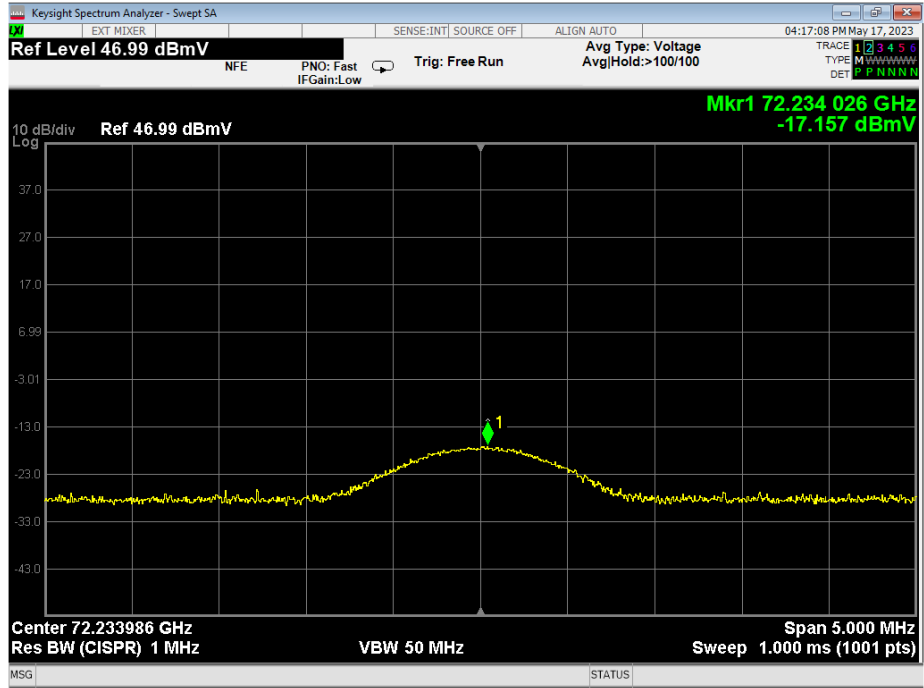 Keysight Spectrum Analyzer - Swept SA
LXI EXT MIXER SENSE:INT SOURCE OFF ALIGN AUTO 04:17:08 PM May 17, 2023
Ref Level 46.99 dBmV
NFE
PNO: Fast
IFGain:Low
Trig: Free Run
Avg Type: Voltage
Avg|Hold:>100/100
TRACE 1 2 3 4 5 6
TYPE M W W W W W
DET P P N N N N
Mkr1 72.234 026 GHz
-17.157 dBmV
10 dB/div Ref 46.99 dBmV
Log
37.0
27.0
17.0
6.99
-3.01
-13.0
1
-23.0
-33.0
-43.0
Center 72.233986 GHz Span 5.000 MHz
Res BW (CISPR) 1 MHz VBW 50 MHz Sweep 1.000 ms (1001 pts)
MSG STATUS